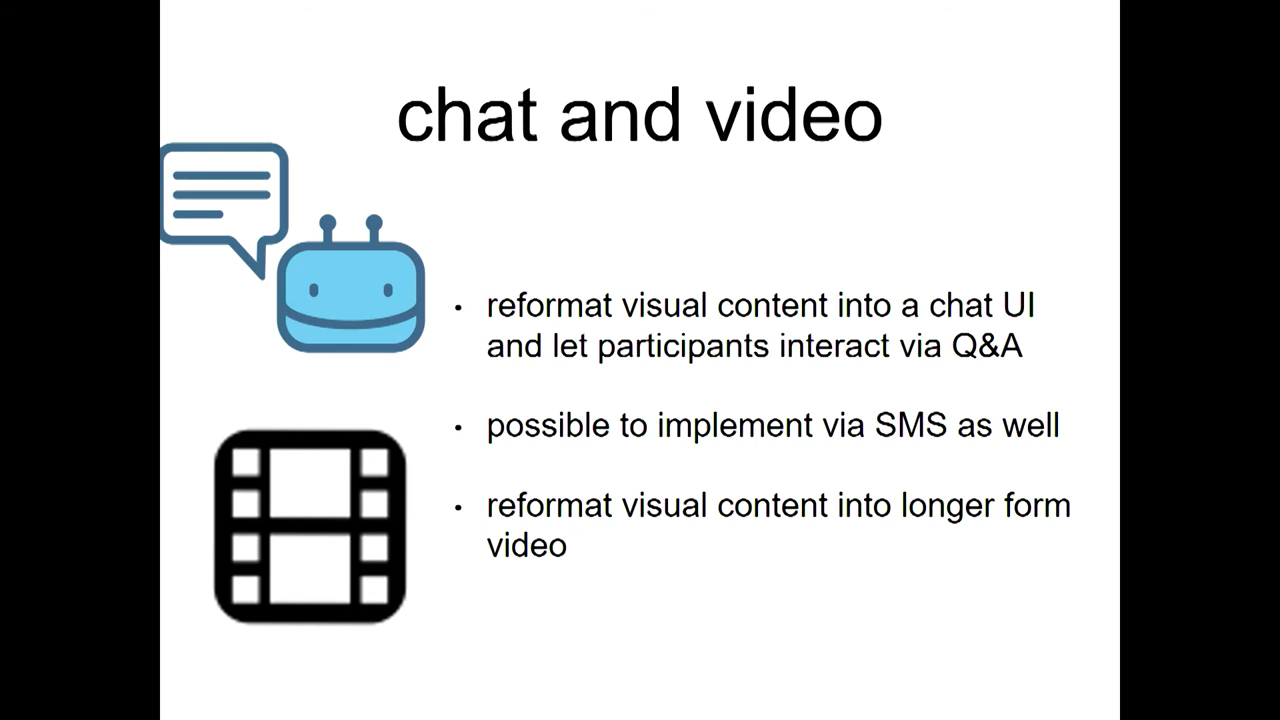 chat and video
• reformat visual content into a chat UI
and let participants interact via Q&A
• possible to implement via SMS as well
• reformat visual content into longer form
video